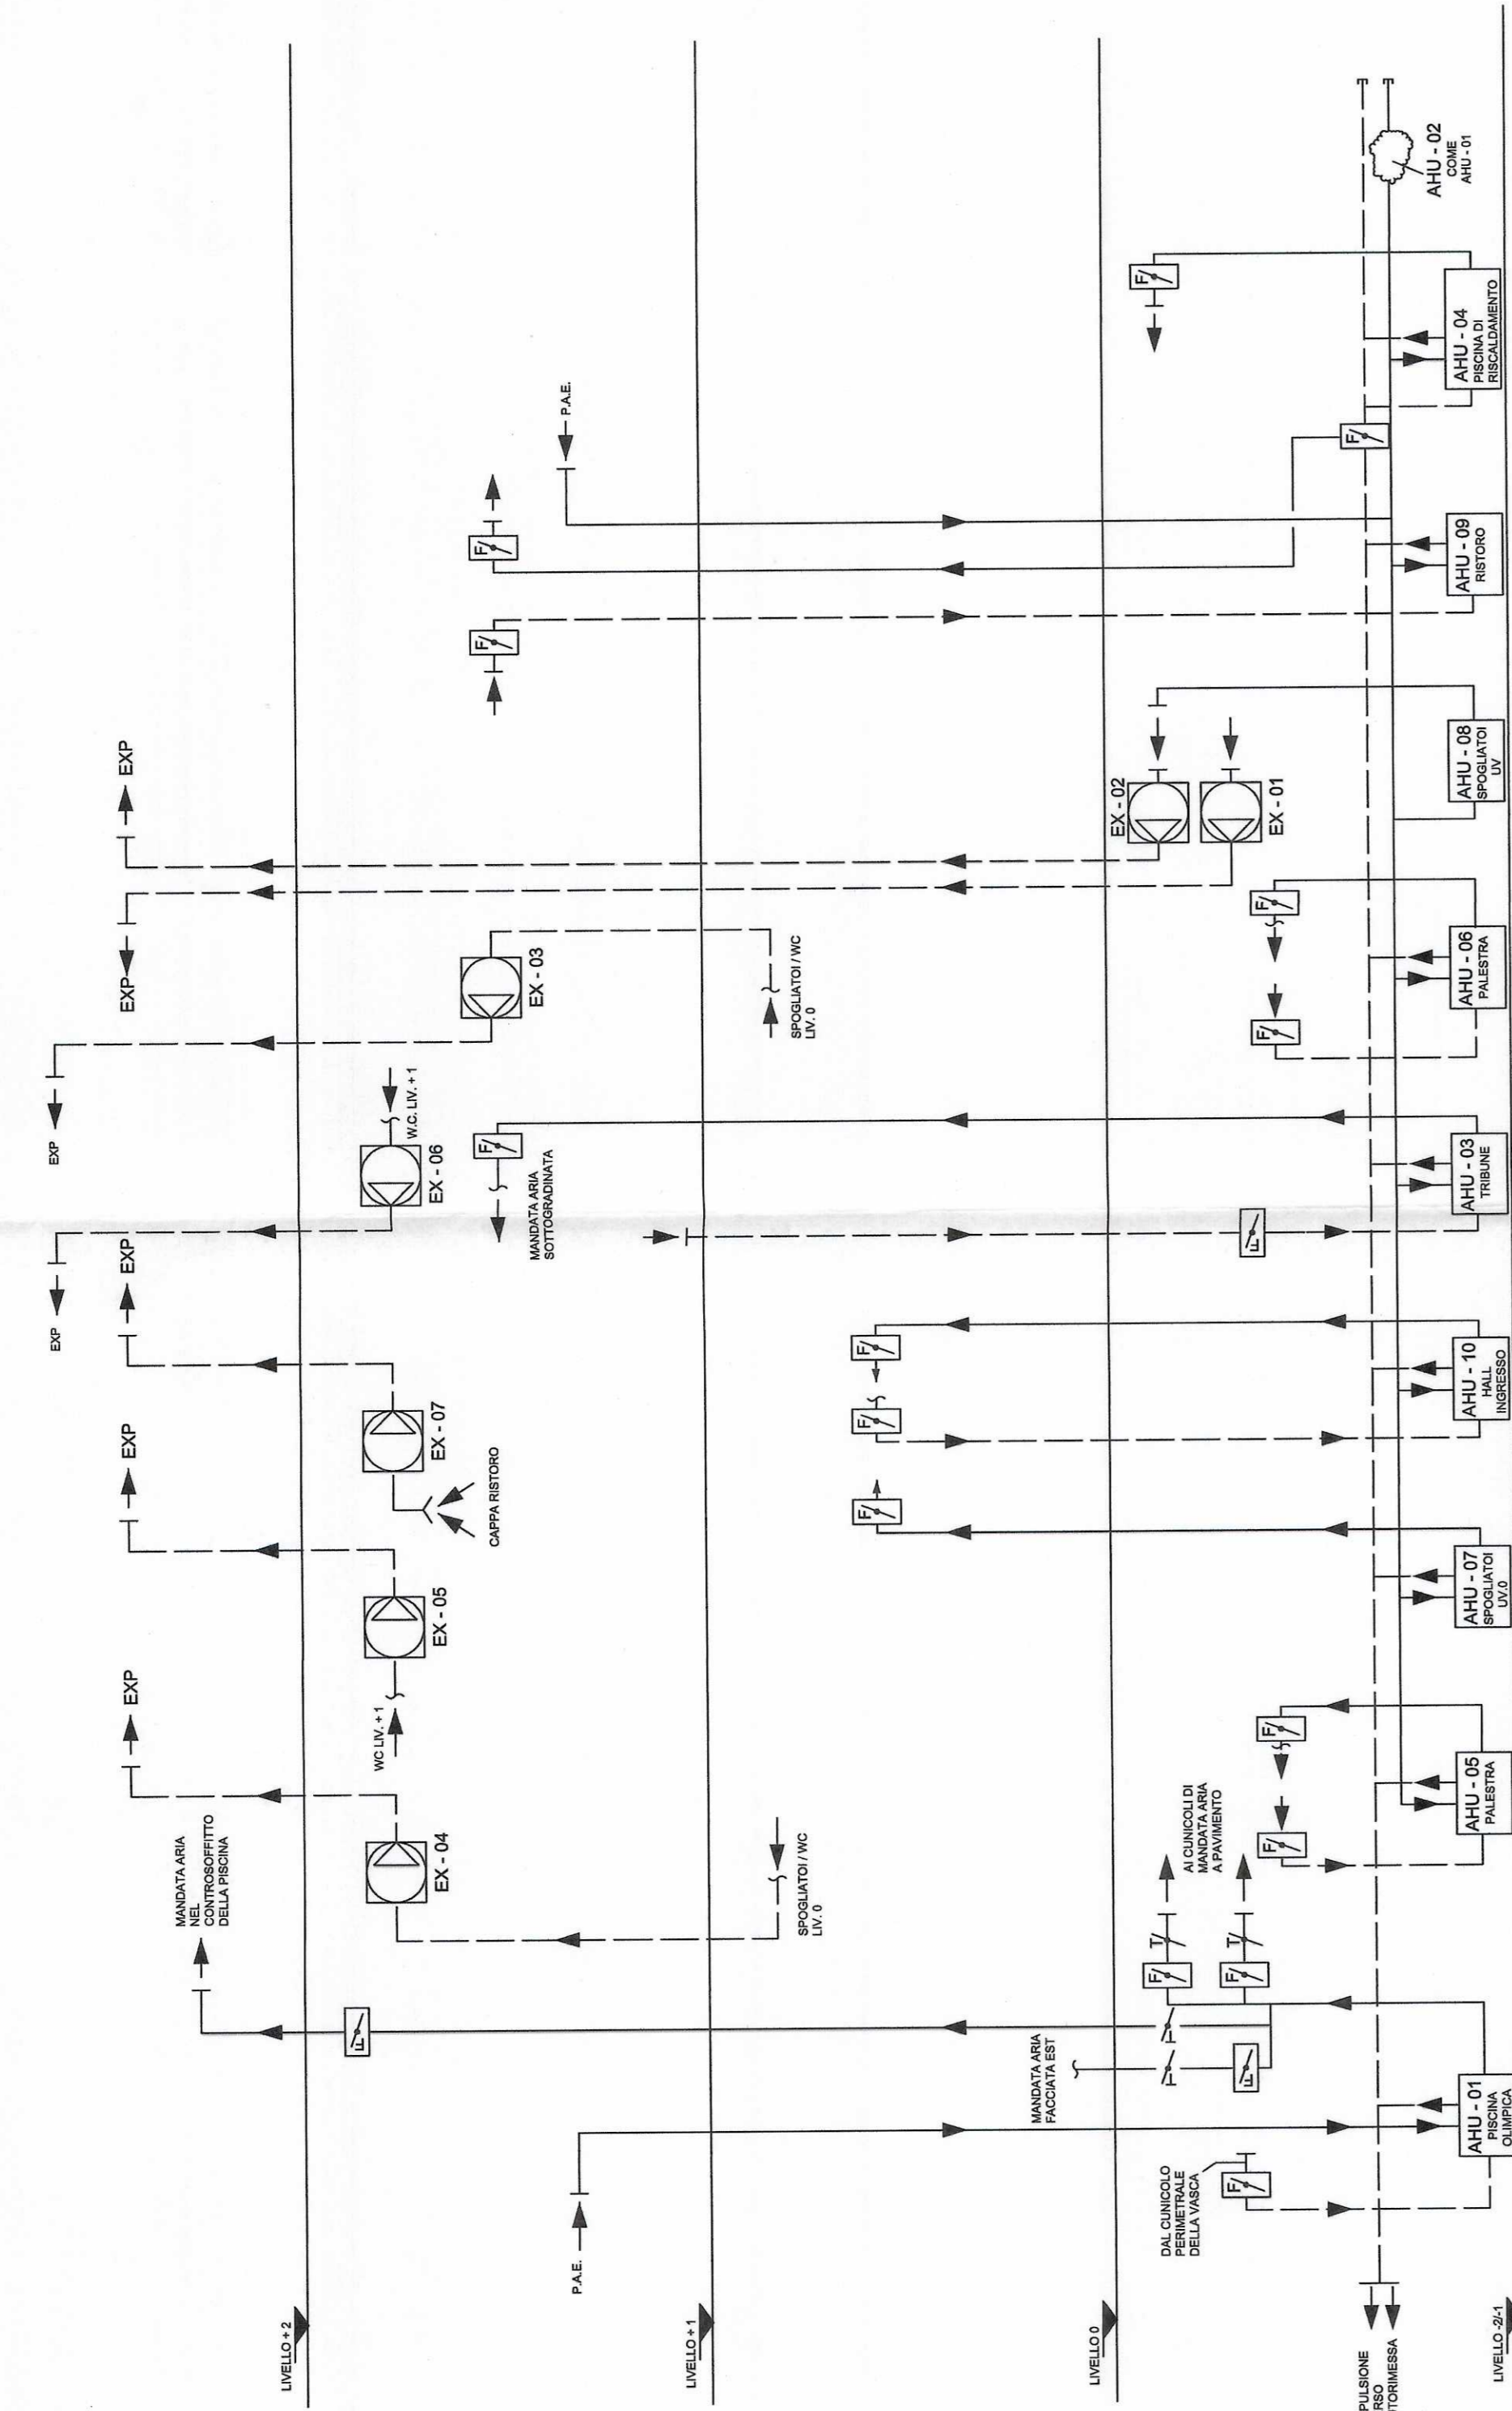 LIVELLO + 2
LIVELLO + 1
LIVELLO 0
LIVELLO -2/-1
EXP
EXP
EXP
EXP
EXP
EXP
EXP
MANDATA ARIA
NEL
CONTROSOFFITTO
DELLA PISCINA
EX - 04
WC LIV. + 1
EX - 05
EX - 07
CAPPA RISTORO
EX - 06
W.C. LIV. + 1
MANDATA ARIA
SOTTOGRADINATA
F
EX - 03
F
F
P.A.E.
P.A.E.
F
SPOGLIATOI / WC
LIV. 0
SPOGLIATOI / WC
LIV. 0
F
F
F
MANDATA ARIA
FACCIATA EST
T
T
F
F
T
F
T
AI CUNICOLI DI
MANDATA ARIA
A PAVIMENTO
DAL CUNICOLO
PERIMETRALE
DELLA VASCA
F
F
F
F
F
F
EX - 02
EX - 01
F
F
PULSIONE
RSO
TORIMESSA
AHU - 01
PISCINA
OLIMPICA
AHU - 05
PALESTRA
AHU - 07
SPOGLIATOI
UV.0
AHU - 10
HALL
INGRESSO
AHU - 03
TRIBUNE
AHU - 06
PALESTRA
AHU - 08
SPOGLIATOI
UV
AHU - 09
RISTORO
AHU - 04
PISCINA DI
RISCALDAMENTO
AHU - 02
COME
AHU - 01